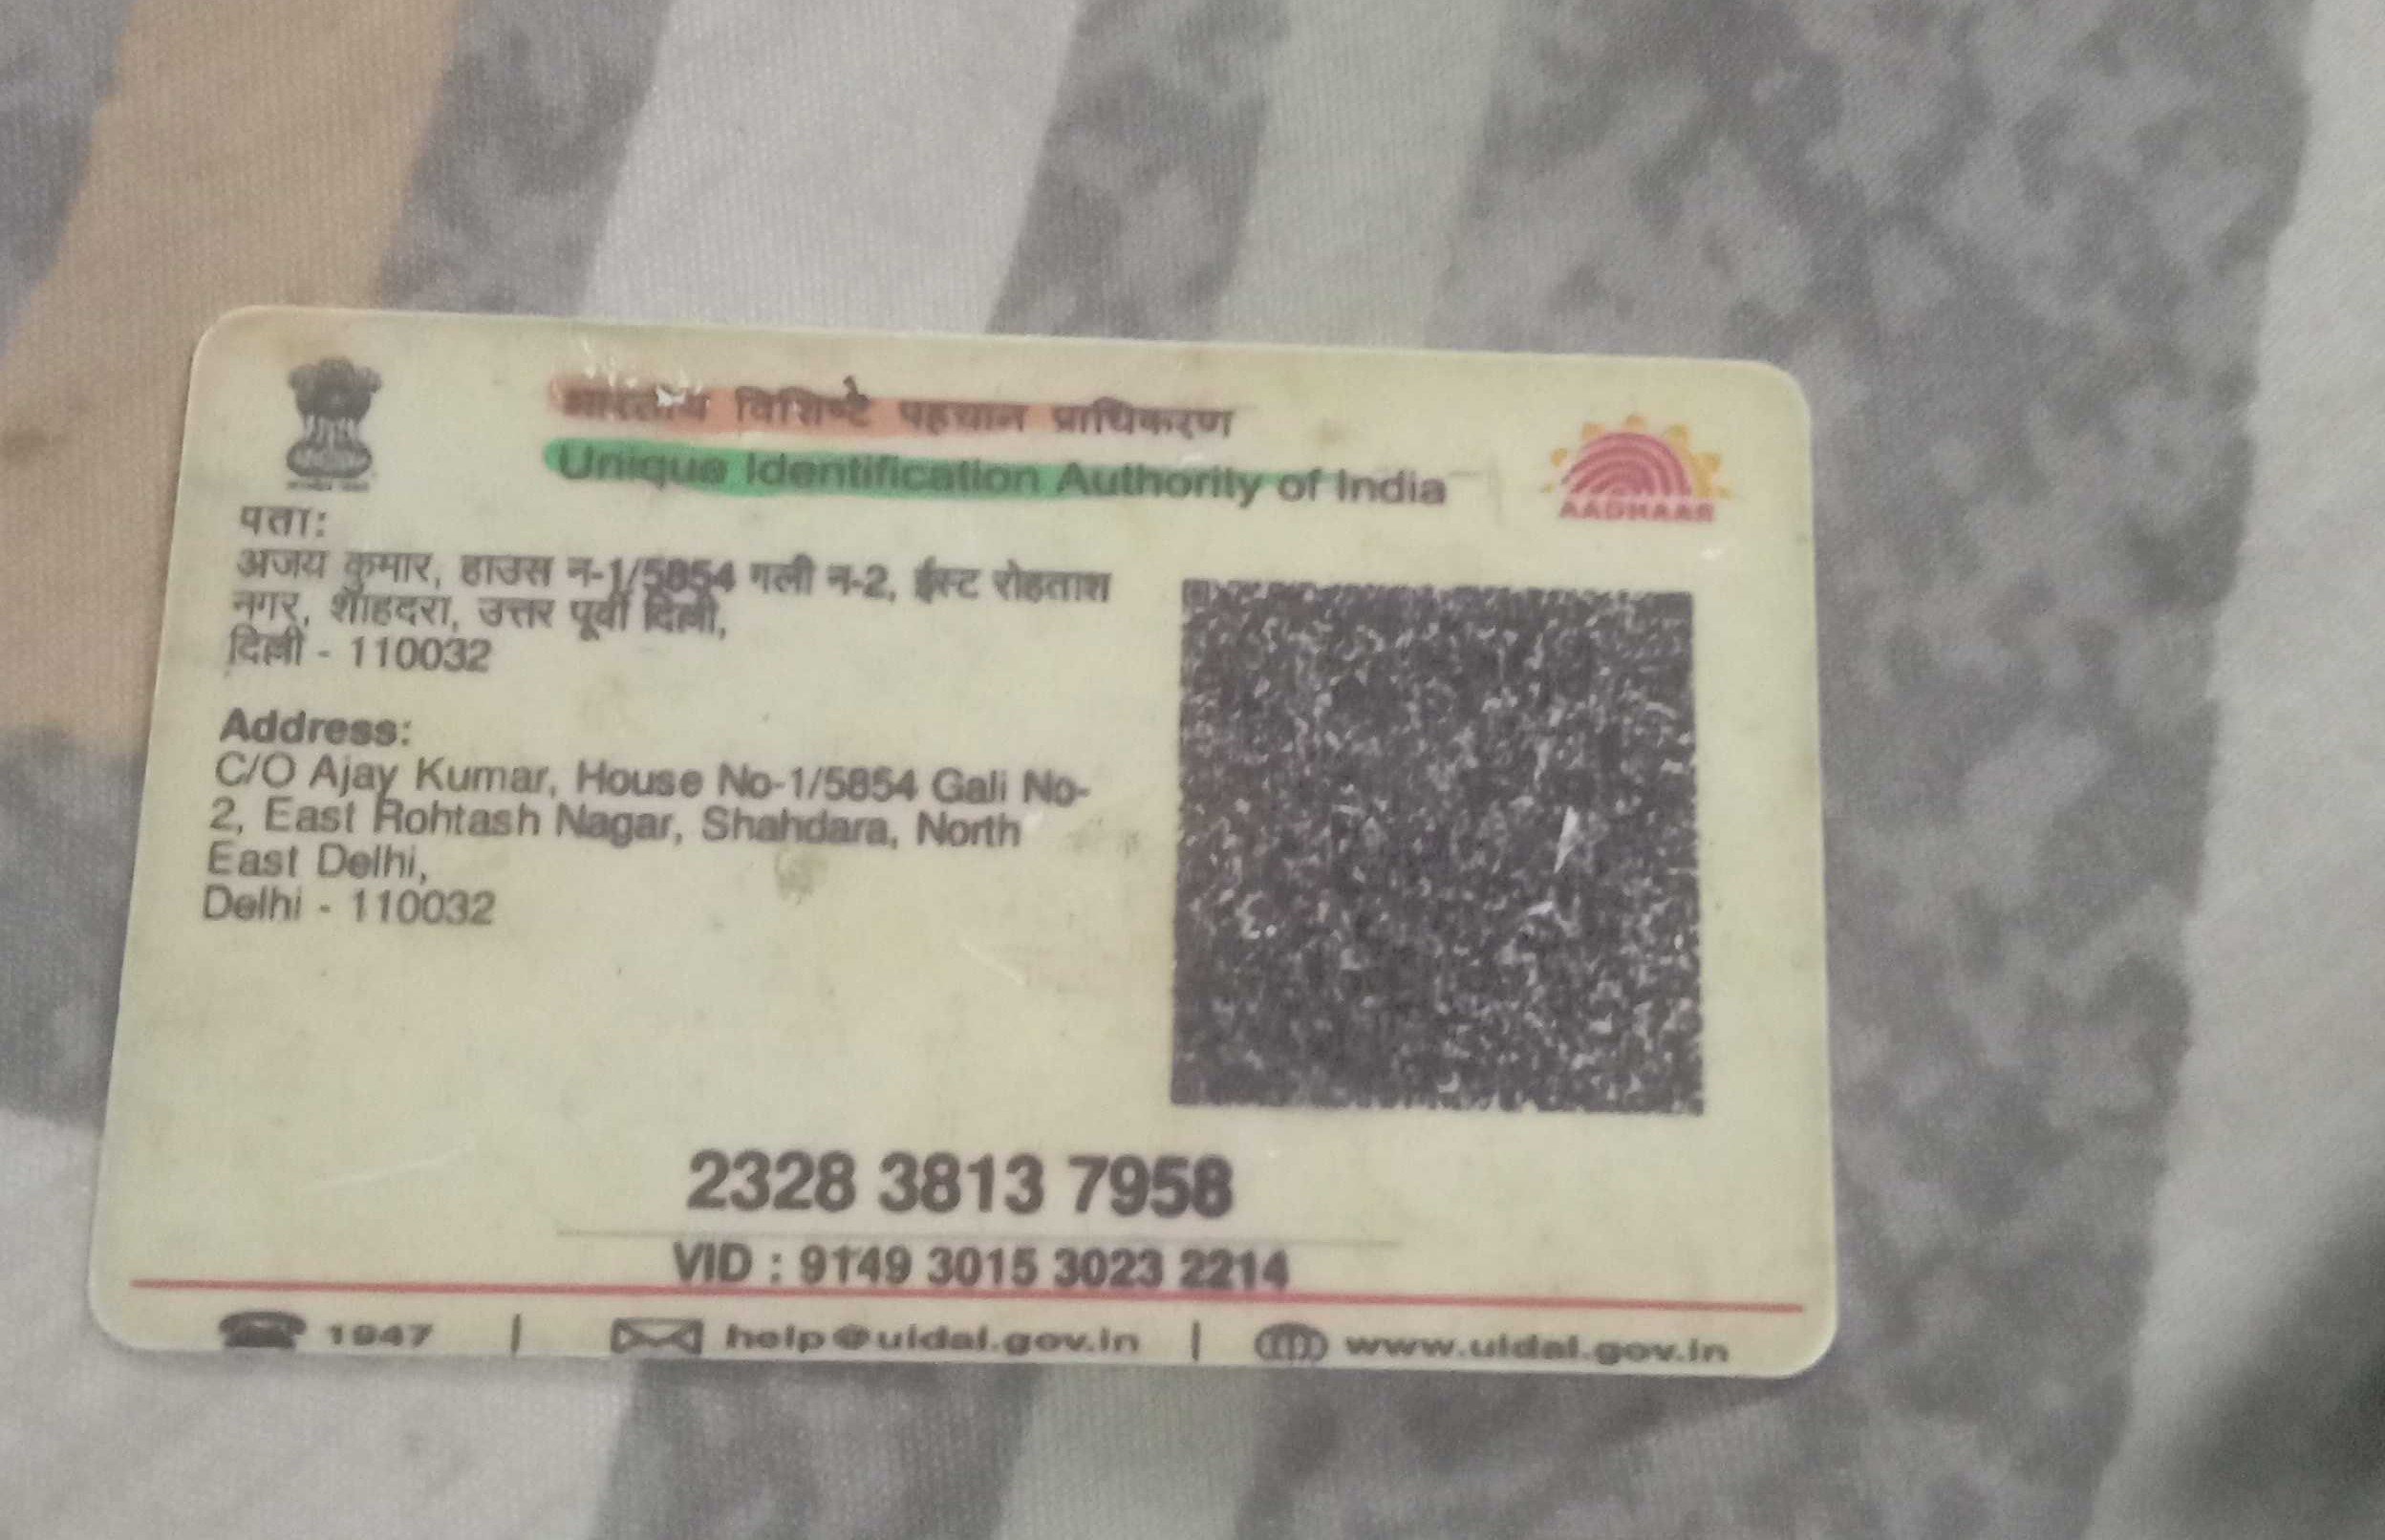 भारतीय विशिष्टे पहचान प्राधिकरण
Unique Identification Authority of India
AADHAAR
पता:
अजय कुमार, हाउस न-1/5854 गली न-2, ईस्ट रोहताश
नगर, शाहदरा, उत्तर पूर्वी दिल्ली,
दिल्ली - 110032
Address:
C/O Ajay Kumar, House No-1/5854 Gali No-
2, East Rohtash Nagar, Shahdara, North
East Delhi,
Delhi - 110032
2328 3813 7958
VID : 9149 3015 3023 2214
1947 | help@uidai.gov.in | www.uidai.gov.in